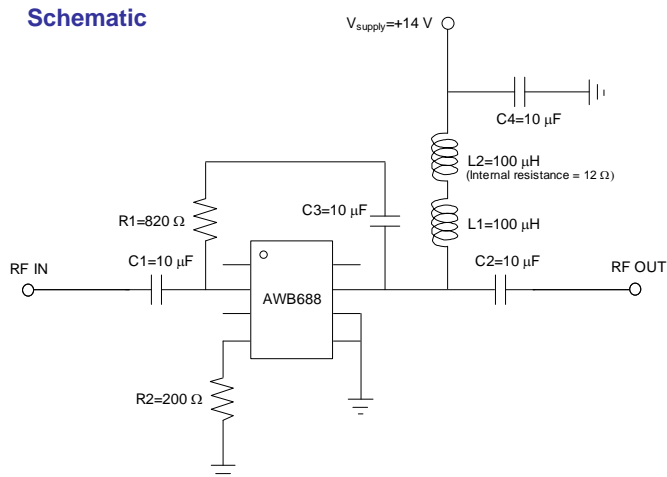 Schematic
Vsupply=+14 V
C4=10 μF
L2=100 μH
(Internal resistance = 12 Ω)
R1=820 Ω
C3=10 μF
L1=100 μH
RF IN
C1=10 μF
C2=10 μF
RF OUT
AWB688
R2=200 Ω